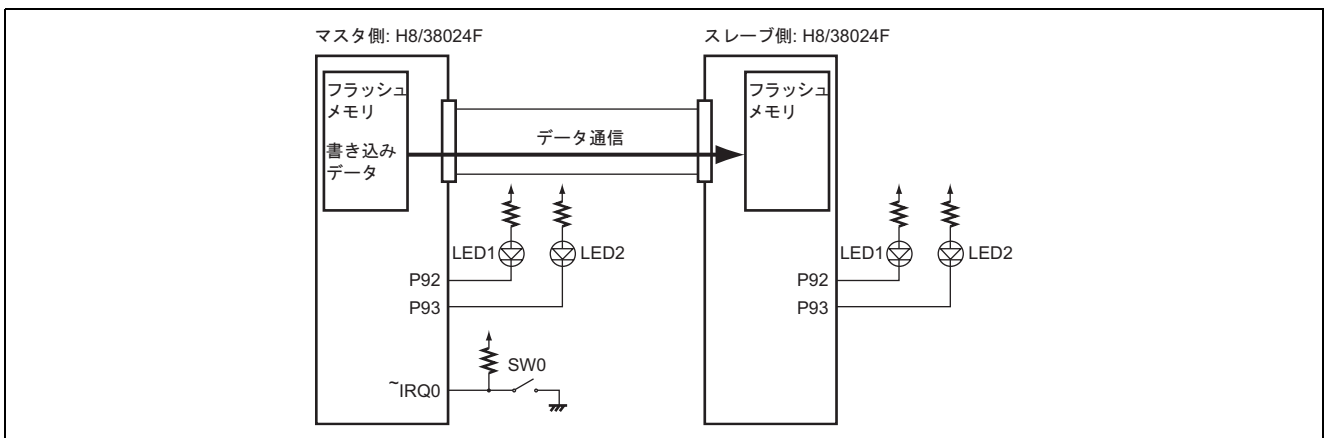 マスタ側: H8/38024F
スレーブ側: H8/38024F
フラッシュ
メモリ
書き込み
データ
データ通信
フラッシュ
メモリ
LED1
LED2
P92
P93
SW0
~IRQ0
LED1
LED2
P92
P93